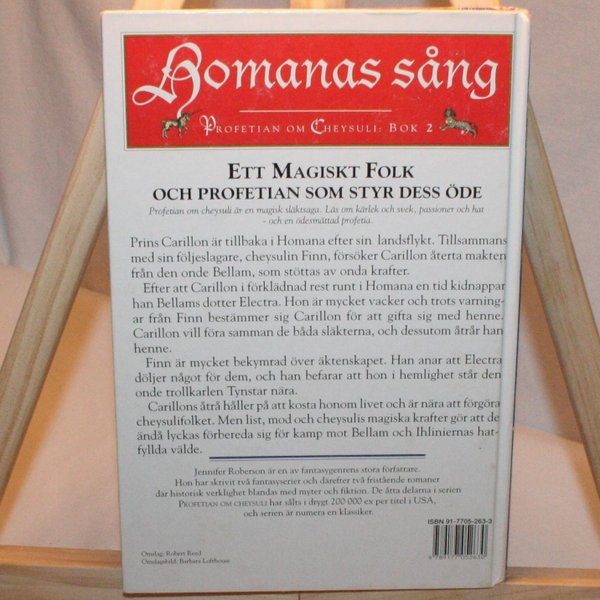 Homanas sång
PROFETIAN OM CHEYSULI: BOK 2
ETT MAGISKT FOLK
OCH PROFETIAN SOM STYR DESS ÖDE
Profetian om cheysuli är en magisk släktsaga. Läs om kärlek och svek, passioner och hat
- och en ödesmättad profetia.
Prins Carillon är tillbaka i Homana efter sin landsflykt. Tillsammans
med sin följeslagare, cheysulin Finn, försöker Carillon återta makten
från den onde Bellam, som stöttas av onda krafter.
Efter att Carillon i förklädnad rest runt i Homana en tid kidnappar
han Bellams dotter Electra. Hon är mycket vacker och trots varning-
ar från Finn bestämmer sig Carillon för att gifta sig med henne.
Carillon vill föra samman de båda släkterna, och dessutom åtrår han
henne.
Finn är mycket bekymrad över äktenskapet. Han anar att Electra
döljer något för dem, och han befarar att hon i hemlighet står den
onde trollkarlen Tynstar nära.
Carillons åtrå håller på att kosta honom livet och är nära att förgöra
cheysulifolket. Men list, mod och cheysulis magiska krafter gör att de
ändå lyckas förbereda sig för kamp mot Bellam och Ihliniernas hat-
fyllda välde.
Jennifer Roberson är en av fantasygenrens stora författare.
Hon har skrivit två fantasyserier och därefter två fristående romaner
där historisk verklighet blandas med myter och fiktion. De åtta delarna i serien
PROFETIAN OM CHEYSULI har sålts i drygt 200 000 ex per titel i USA,
och serien är numera en klassiker.
ISBN 91-7705-263-3
Omslag: Robert Reed
Omslagsbild: Barbara Lofthouse
9 789177 052630